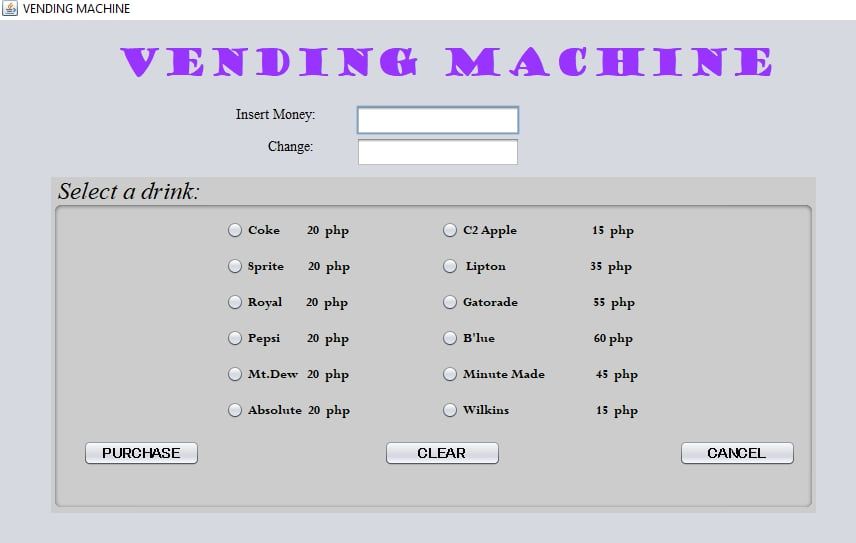 VENDING MACHINE
VENDING MACHINE
Insert Money:
Change:
Select a drink:
Coke 20 php C2 Apple 15 php
Sprite 20 php Lipton 35 php
Royal 20 php Gatorade 55 php
Pepsi 20 php B'lue 60 php
Mt.Dew 20 php Minute Made 45 php
Absolute 20 php Wilkins 15 php
PURCHASE CLEAR CANCEL